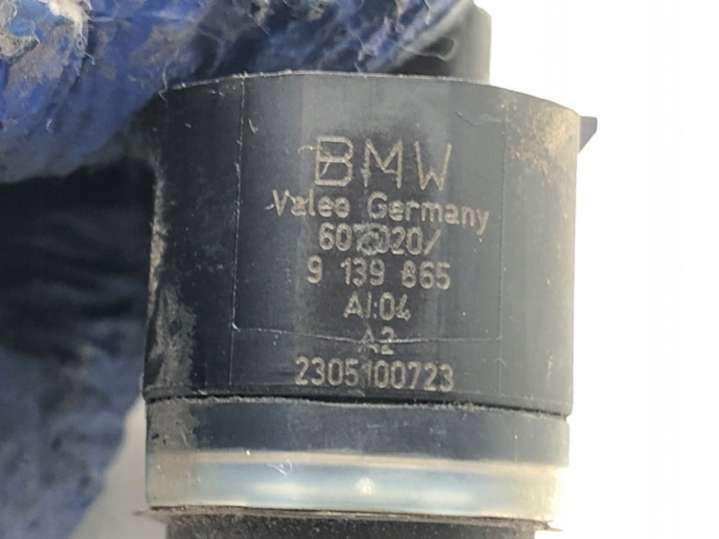 BMW
Valeo Germany
9 139 865
AI:04
A2
2305100723